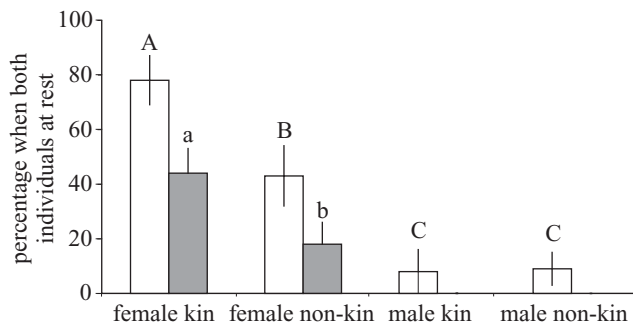 percentage when both
individuals at rest
100
80
60
40
20
0
A
a
B
b
C
C
female kin
female non-kin
male kin
male non-kin